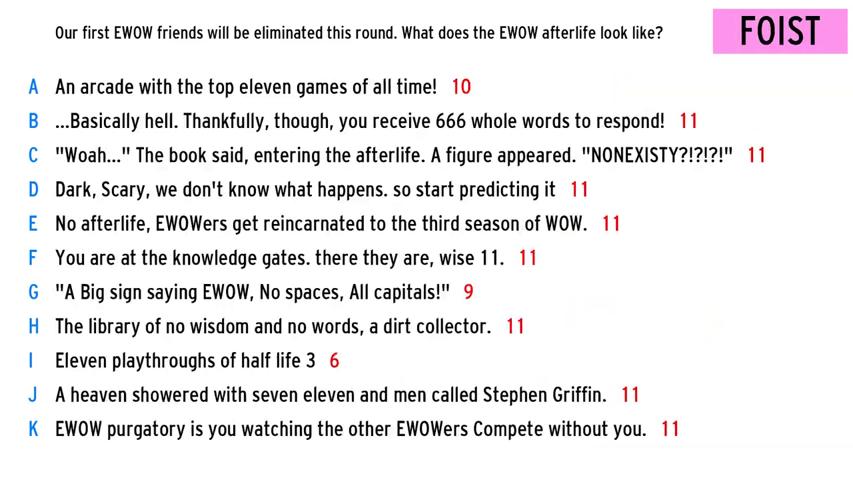 Our first EWOW friends will be eliminated this round. What does the EWOW afterlife look like?
FOIST
A An arcade with the top eleven games of all time! 10
B ...Basically hell. Thankfully, though, you receive 666 whole words to respond! 11
C "Woah..." The book said, entering the afterlife. A figure appeared. "NONEXISTY?!?!?!" 11
D Dark, Scary, we don't know what happens. so start predicting it 11
E No afterlife, EWOWers get reincarnated to the third season of WOW. 11
F You are at the knowledge gates. there they are, wise 11. 11
G "A Big sign saying EWOW, No spaces, All capitals!" 9
H The library of no wisdom and no words, a dirt collector. 11
I Eleven playthroughs of half life 3 6
J A heaven showered with seven eleven and men called Stephen Griffin. 11
K EWOW purgatory is you watching the other EWOWers Compete without you. 11